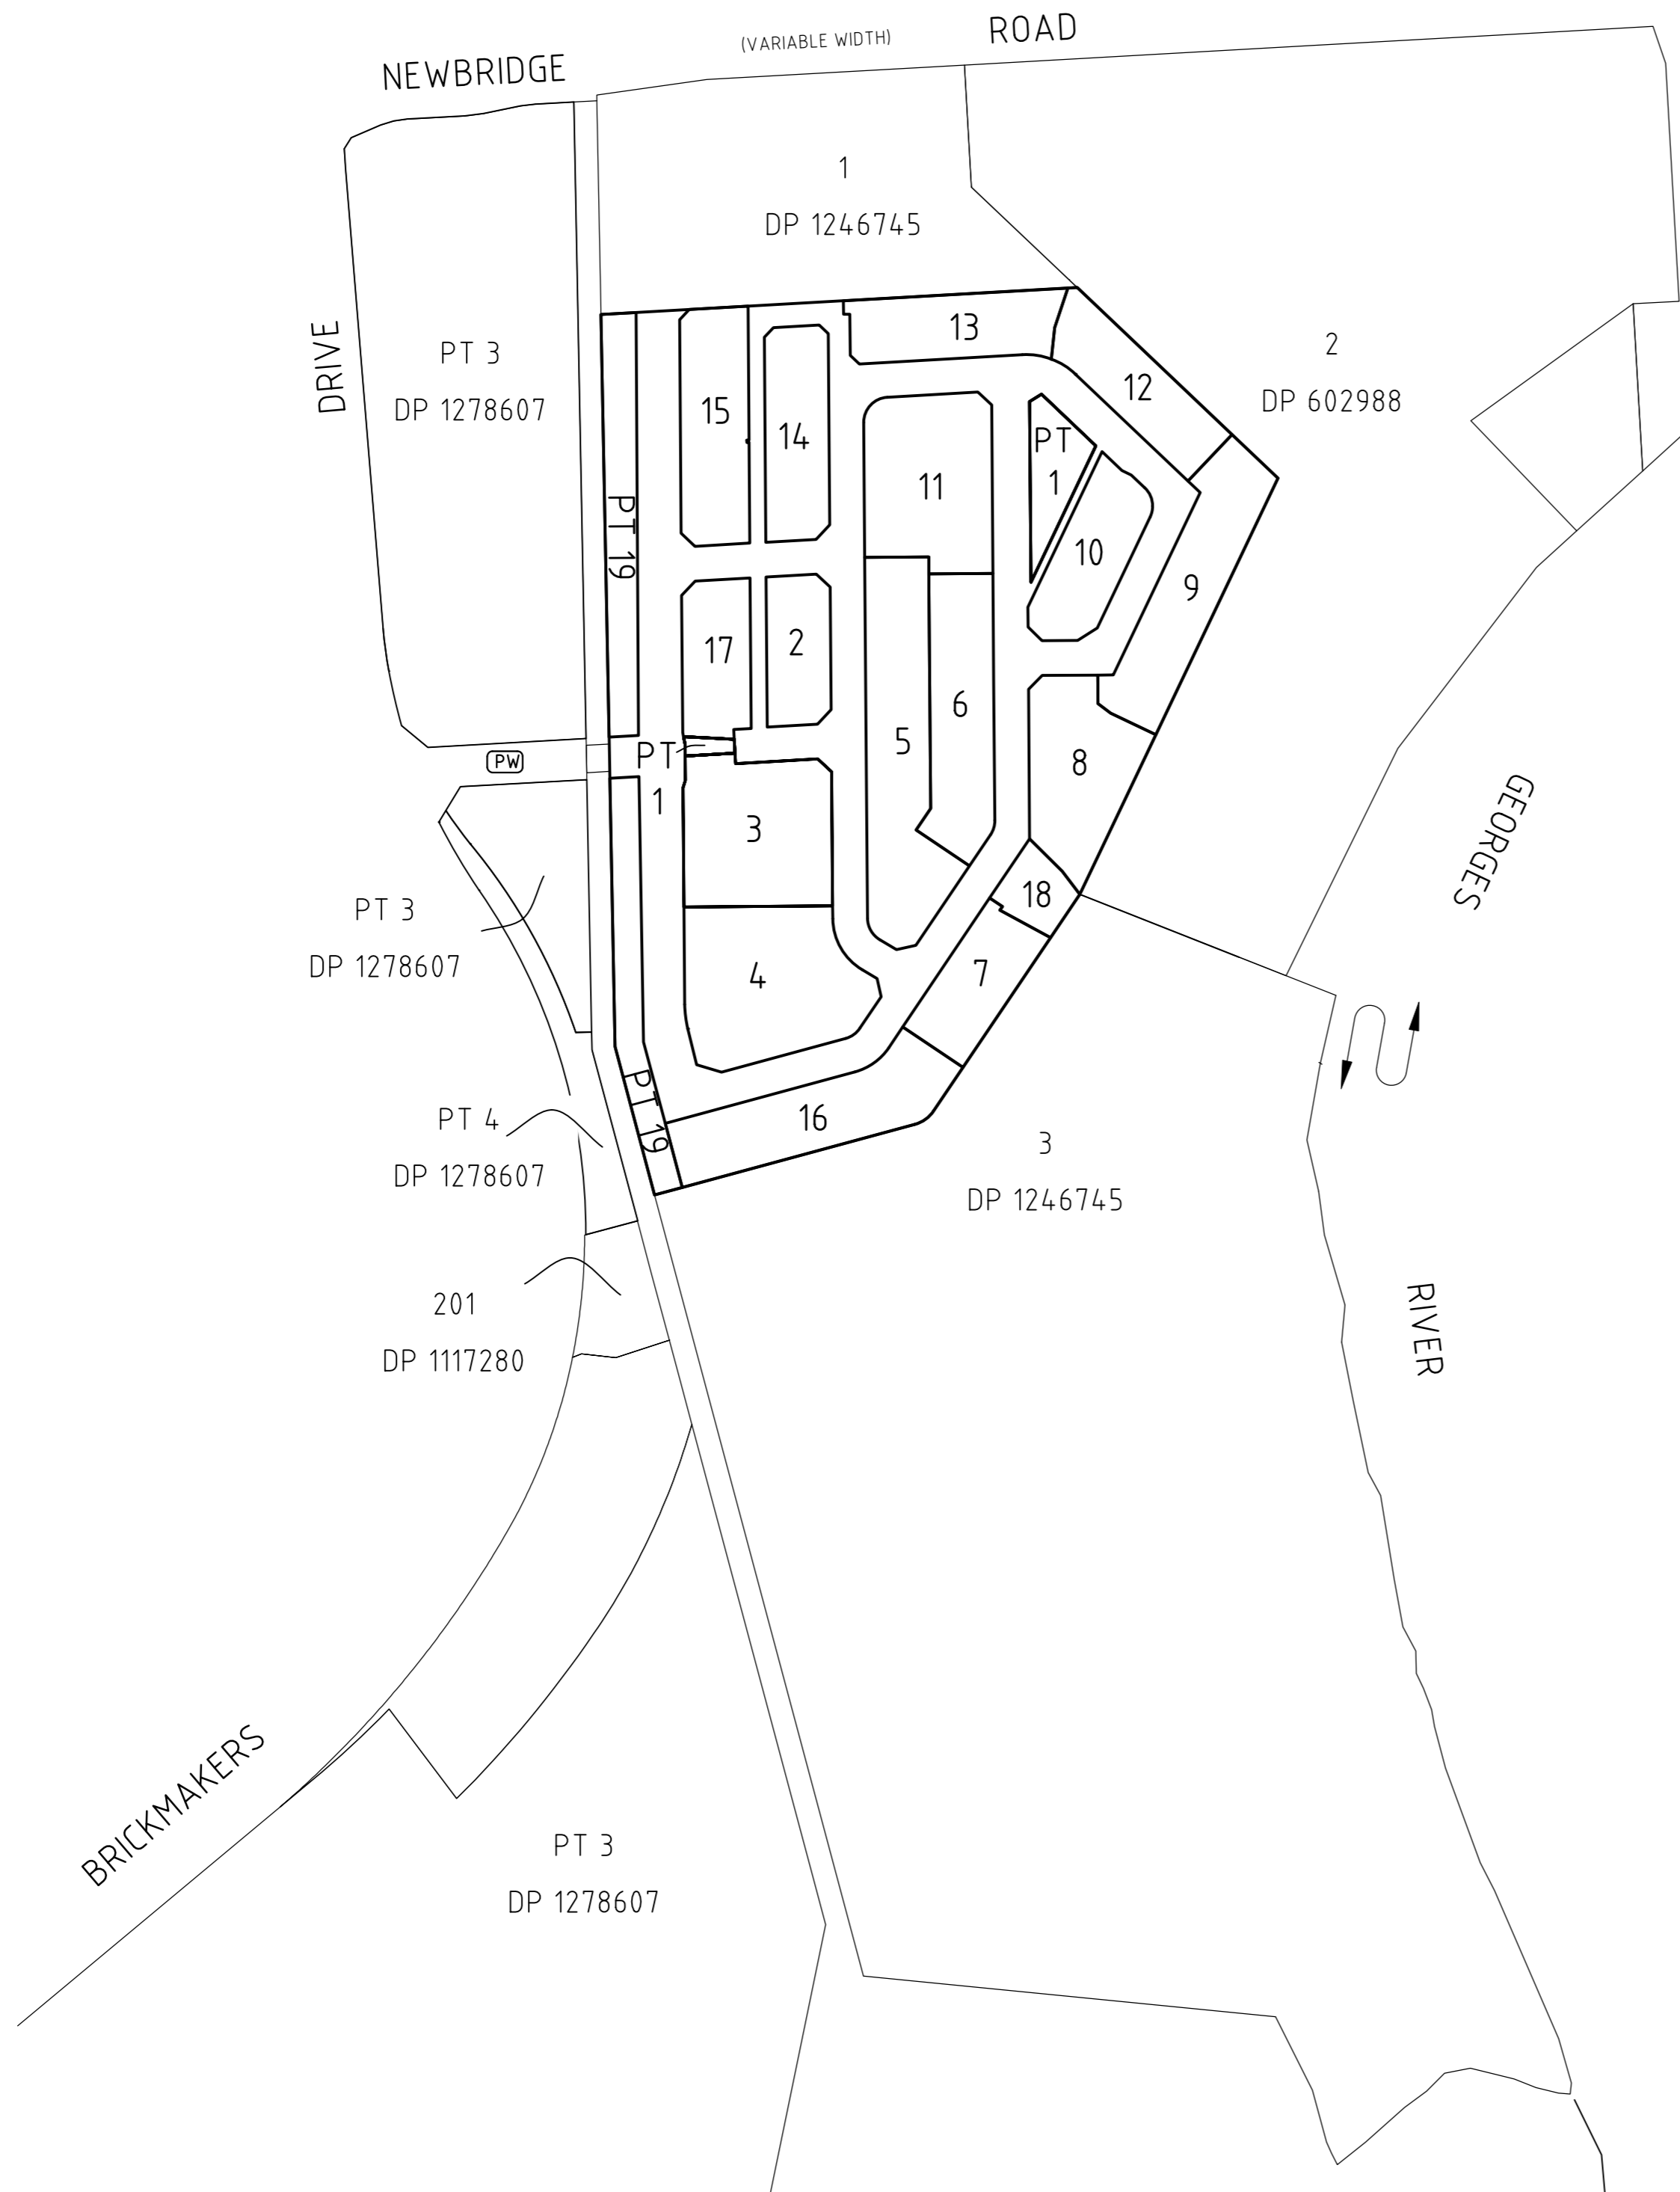 (VARIABLE WIDTH)
ROAD
NEWBRIDGE
1
DP 1246745
DRIVE
PT 3
DP 1278607
13
12
2
DP 602988
15
14
11
PT
1
10
9
PT 19
17
2
6
5
8
PT
1
PW
3
GEORGES
18
4
7
PT 3
DP 1278607
PT 19
16
PT 4
DP 1278607
3
DP 1246745
201
DP 1117280
RIVER
BRICKMAKERS
PT 3
DP 1278607